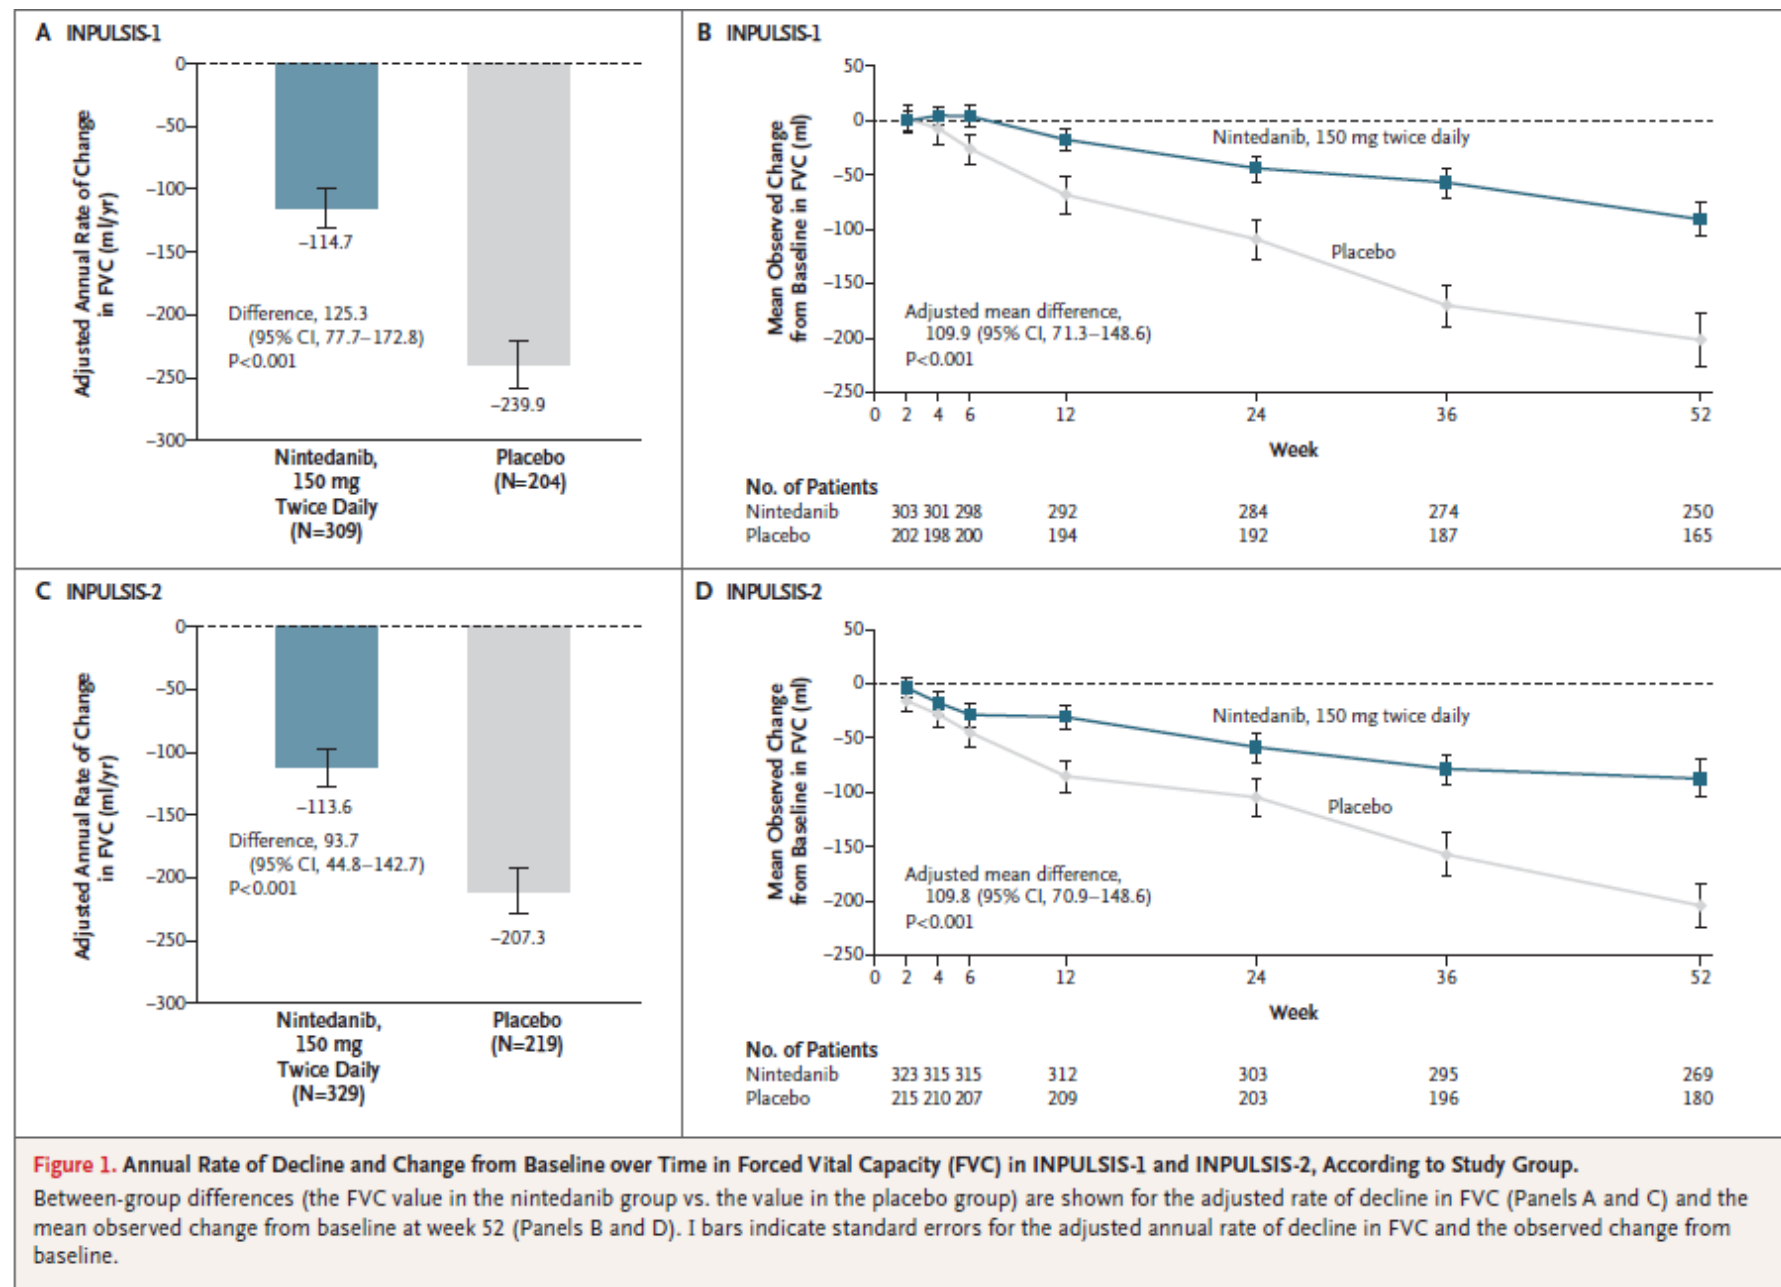 A INPULSIS-1
0
−50
−100
−150
−200
−250
−300
Adjusted Annual Rate of Change
in FVC (ml/yr)
−114.7
−239.9
Difference, 125.3
(95% CI, 77.7–172.8)
P<0.001
Nintedanib,
150 mg
Twice Daily
(N=309)
Placebo
(N=204)
B INPULSIS-1
50
0
−50
−100
−150
−200
−250
Mean Observed Change
from Baseline in FVC (ml)
Nintedanib, 150 mg twice daily
Placebo
Adjusted mean difference,
109.9 (95% CI, 71.3–148.6)
P<0.001
0 2 4 6 12 24 36 52
Week
No. of Patients
Nintedanib 303 301 298 292 284 274 250
Placebo 202 198 200 194 192 187 165
C INPULSIS-2
0
−50
−100
−150
−200
−250
−300
Adjusted Annual Rate of Change
in FVC (ml/yr)
−113.6
−207.3
Difference, 93.7
(95% CI, 44.8–142.7)
P<0.001
Nintedanib,
150 mg
Twice Daily
(N=329)
Placebo
(N=219)
D INPULSIS-2
50
0
−50
−100
−150
−200
−250
Mean Observed Change
from Baseline in FVC (ml)
Nintedanib, 150 mg twice daily
Placebo
Adjusted mean difference,
109.8 (95% CI, 70.9–148.6)
P<0.001
0 2 4 6 12 24 36 52
Week
No. of Patients
Nintedanib 323 315 315 312 303 295 269
Placebo 215 210 207 209 203 196 180
Figure 1. Annual Rate of Decline and Change from Baseline over Time in Forced Vital Capacity (FVC) in INPULSIS-1 and INPULSIS-2, According to Study Group.
Between-group differences (the FVC value in the nintedanib group vs. the value in the placebo group) are shown for the adjusted rate of decline in FVC (Panels A and C) and the
mean observed change from baseline at week 52 (Panels B and D). I bars indicate standard errors for the adjusted annual rate of decline in FVC and the observed change from
baseline.